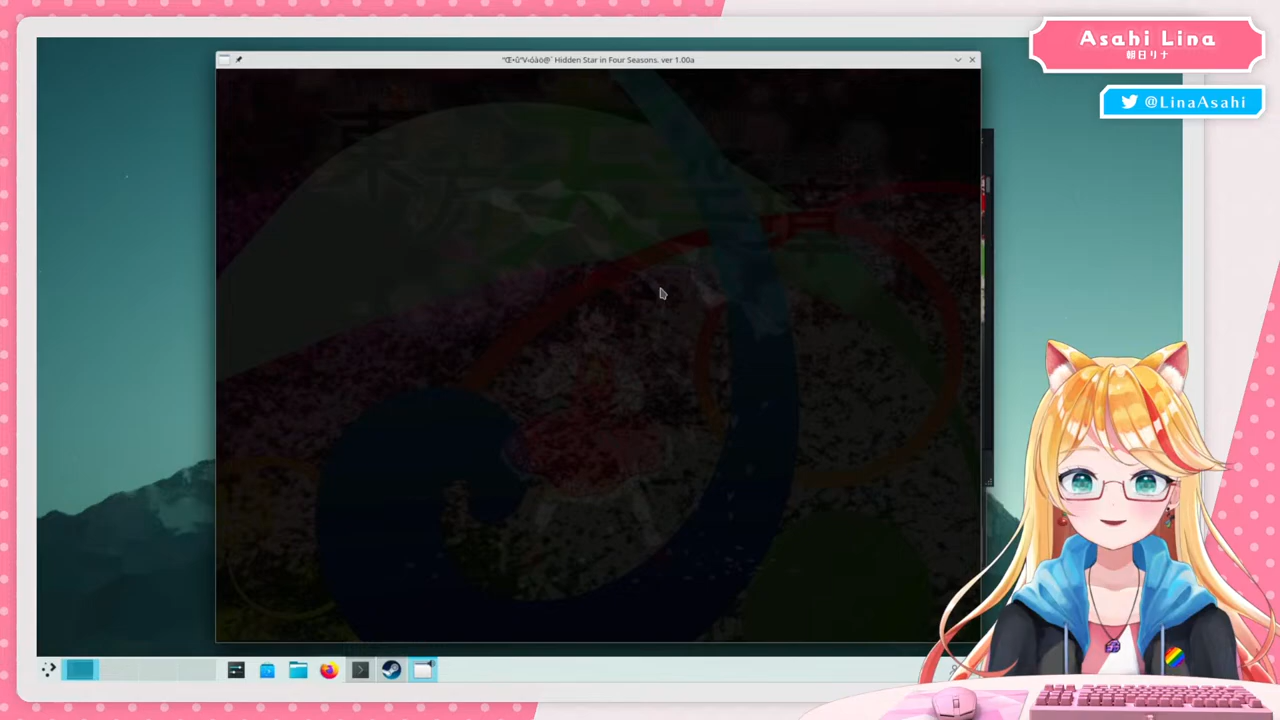 Asahi Lina
朝日リナ
@LinaAsahi
Hidden Star in Four Seasons. ver 1.00a